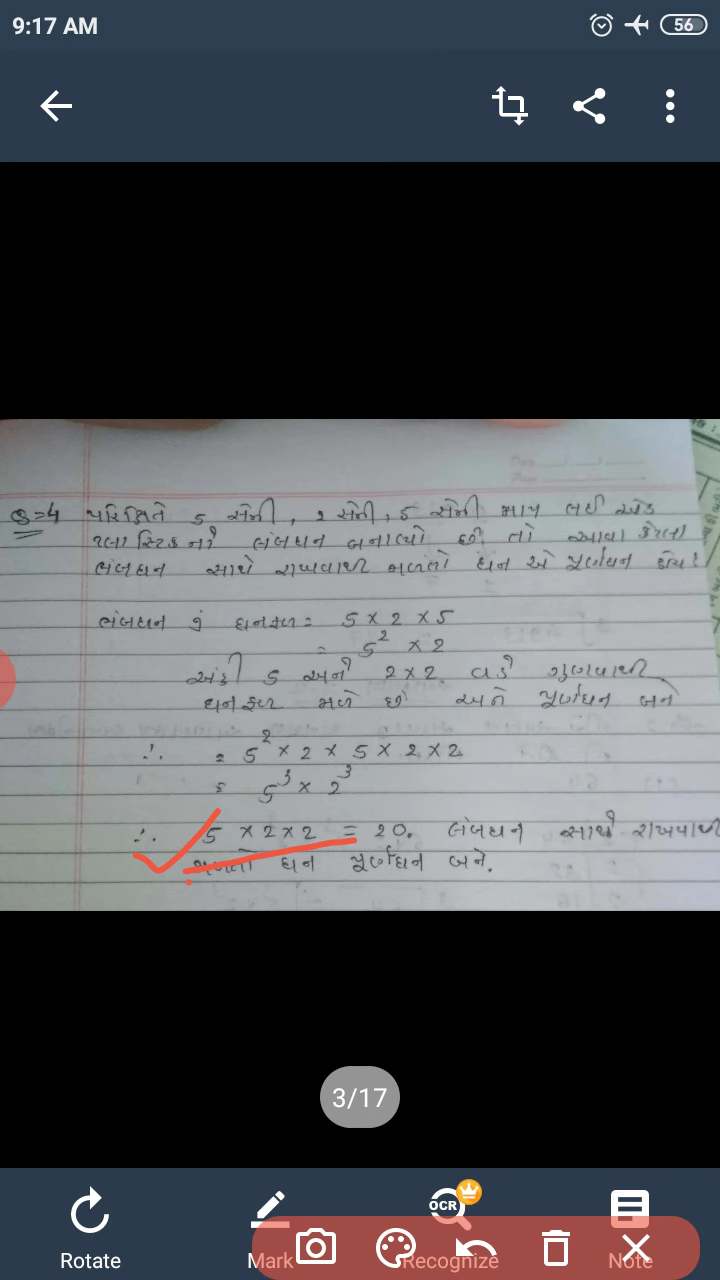 9:17 AM
56
Q=4 પરિક્ષિતે 5 સેમી, 2 સેમી, 5 સેમી માપ લઈ એક
પ્લાસ્ટિકનો લંબઘન બનાવ્યો છે. તો આવા કેટલા
લંબઘન સાથે રાખવાથી મળતો ઘન એ પૂર્ણઘન હોય?
લંબઘન નું ઘનફળ = 5 × 2 × 5
= 5² × 2
અહી 5 અને 2 × 2 વડે ગુણવાથી
ઘનફળ મળે છે અને પૂર્ણઘન બને
∴ = 5² × 2 × 5 × 2 × 2
= 5³ × 2³
∴ 5 × 2 × 2 = 20. લંબઘન સાથે રાખવાથી
મળતો ઘન પૂર્ણઘન બને.
3/17
OCR
Rotate Mark Recognize Note